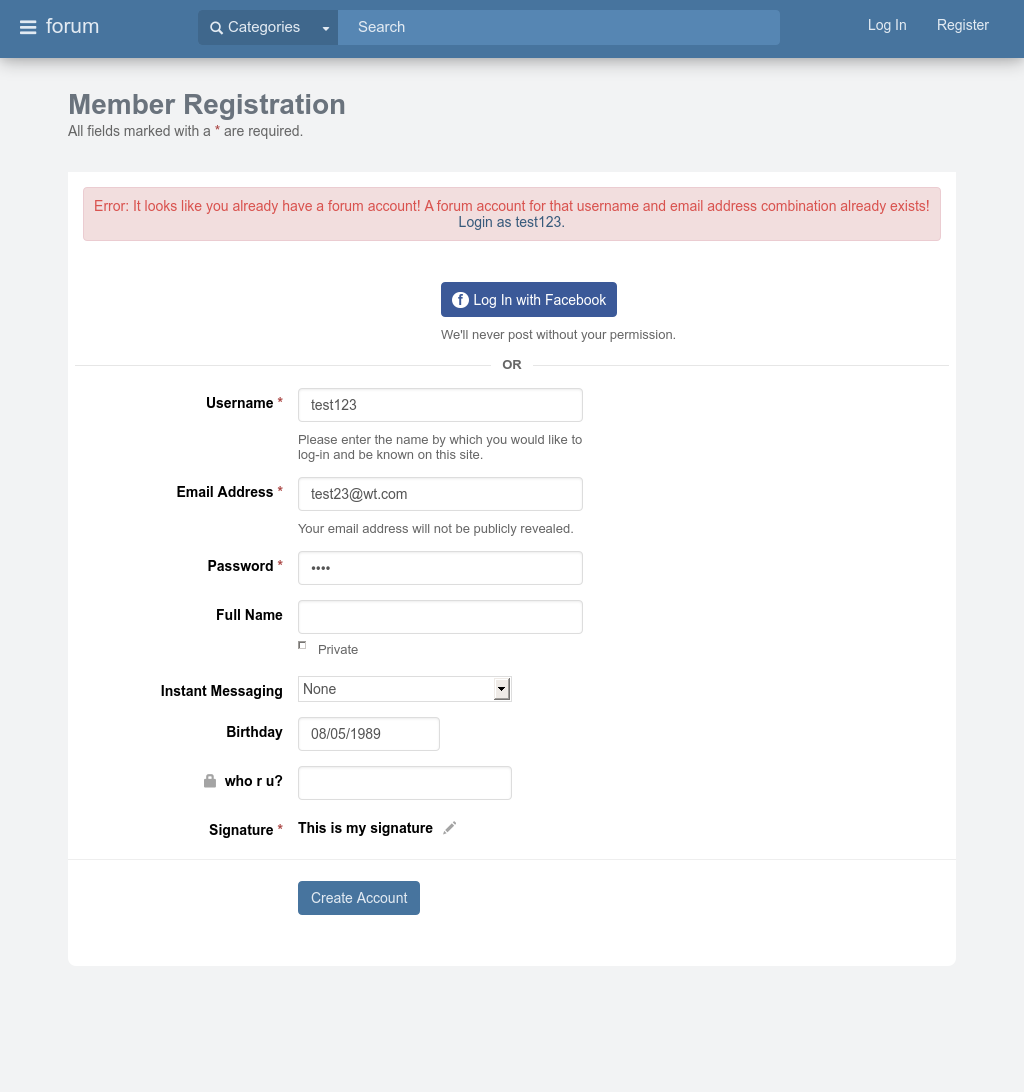 forum
Categories
Search
Log In
Register
Member Registration
All fields marked with a * are required.
Error: It looks like you already have a forum account! A forum account for that username and email address combination already exists!
Login as test123.
f Log In with Facebook
We'll never post without your permission.
OR
Username *
test123
Please enter the name by which you would like to
log-in and be known on this site.
Email Address *
test23@wt.com
Your email address will not be publicly revealed.
Password *
••••
Full Name
Private
Instant Messaging
None
Birthday
08/05/1989
who r u?
Signature *
This is my signature
Create Account